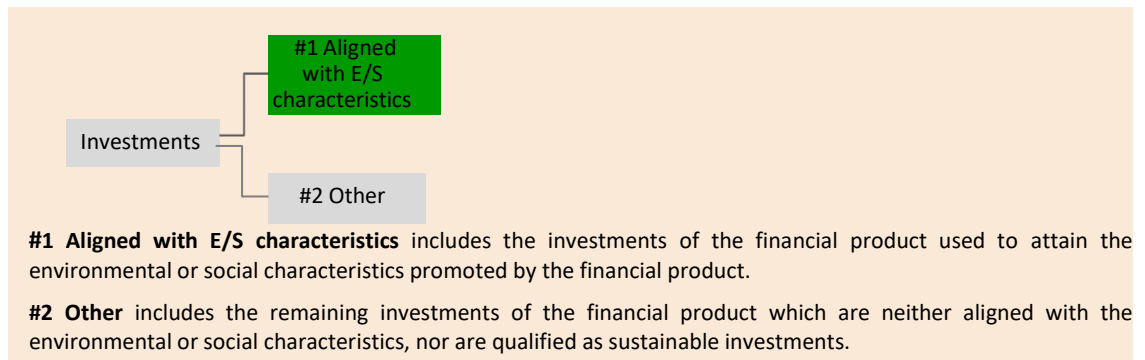 #1 Aligned
with E/S
characteristics
Investments
#2 Other
#1 Aligned with E/S characteristics includes the investments of the financial product used to attain the
environmental or social characteristics promoted by the financial product.
#2 Other includes the remaining investments of the financial product which are neither aligned with the
environmental or social characteristics, nor are qualified as sustainable investments.